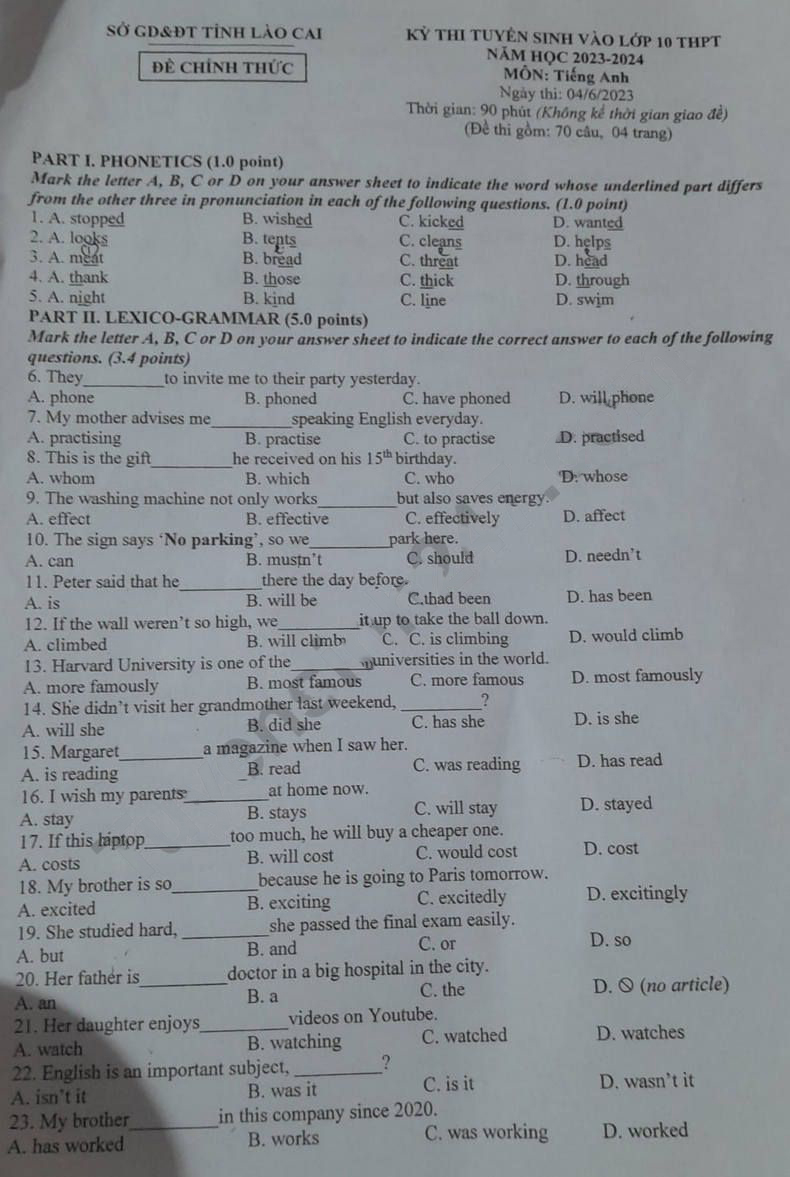 SỞ GD&ĐT TỈNH LÀO CAI
ĐỀ CHÍNH THỨC
KỲ THI TUYỂN SINH VÀO LỚP 10 THPT
NĂM HỌC 2023-2024
MÔN: Tiếng Anh
Ngày thi: 04/6/2023
Thời gian: 90 phút (Không kể thời gian giao đề)
(Đề thi gồm: 70 câu, 04 trang)
PART I. PHONETICS (1.0 point)
Mark the letter A, B, C or D on your answer sheet to indicate the word whose underlined part differs
from the other three in pronunciation in each of the following questions. (1.0 point)
1. A. stopped B. wished C. kicked D. wanted
2. A. looks B. tents C. cleans D. helps
3. A. meat B. bread C. threat D. head
4. A. thank B. those C. thick D. through
5. A. night B. kind C. line D. swim
PART II. LEXICO-GRAMMAR (5.0 points)
Mark the letter A, B, C or D on your answer sheet to indicate the correct answer to each of the following
questions. (3.4 points)
6. They_________to invite me to their party yesterday.
A. phone B. phoned C. have phoned D. will phone
7. My mother advises me_________speaking English everyday.
A. practising B. practise C. to practise D. practised
8. This is the gift_________he received on his 15th birthday.
A. whom B. which C. who D. whose
9. The washing machine not only works_________but also saves energy.
A. effect B. effective C. effectively D. affect
10. The sign says ‘No parking’, so we_________park here.
A. can B. mustn’t C. should D. needn’t
11. Peter said that he_________there the day before.
A. is B. will be C. had been D. has been
12. If the wall weren’t so high, we_________it up to take the ball down.
A. climbed B. will climb C. C. is climbing D. would climb
13. Harvard University is one of the_________universities in the world.
A. more famously B. most famous C. more famous D. most famously
14. She didn’t visit her grandmother last weekend, _________?
A. will she B. did she C. has she D. is she
15. Margaret_________a magazine when I saw her.
A. is reading B. read C. was reading D. has read
16. I wish my parents_________at home now.
A. stay B. stays C. will stay D. stayed
17. If this laptop_________too much, he will buy a cheaper one.
A. costs B. will cost C. would cost D. cost
18. My brother is so_________because he is going to Paris tomorrow.
A. excited B. exciting C. excitedly D. excitingly
19. She studied hard, _________she passed the final exam easily.
A. but B. and C. or D. so
20. Her father is_________doctor in a big hospital in the city.
A. an B. a C. the D. ∅ (no article)
21. Her daughter enjoys_________videos on Youtube.
A. watch B. watching C. watched D. watches
22. English is an important subject, _________?
A. isn’t it B. was it C. is it D. wasn’t it
23. My brother_________in this company since 2020.
A. has worked B. works C. was working D. worked